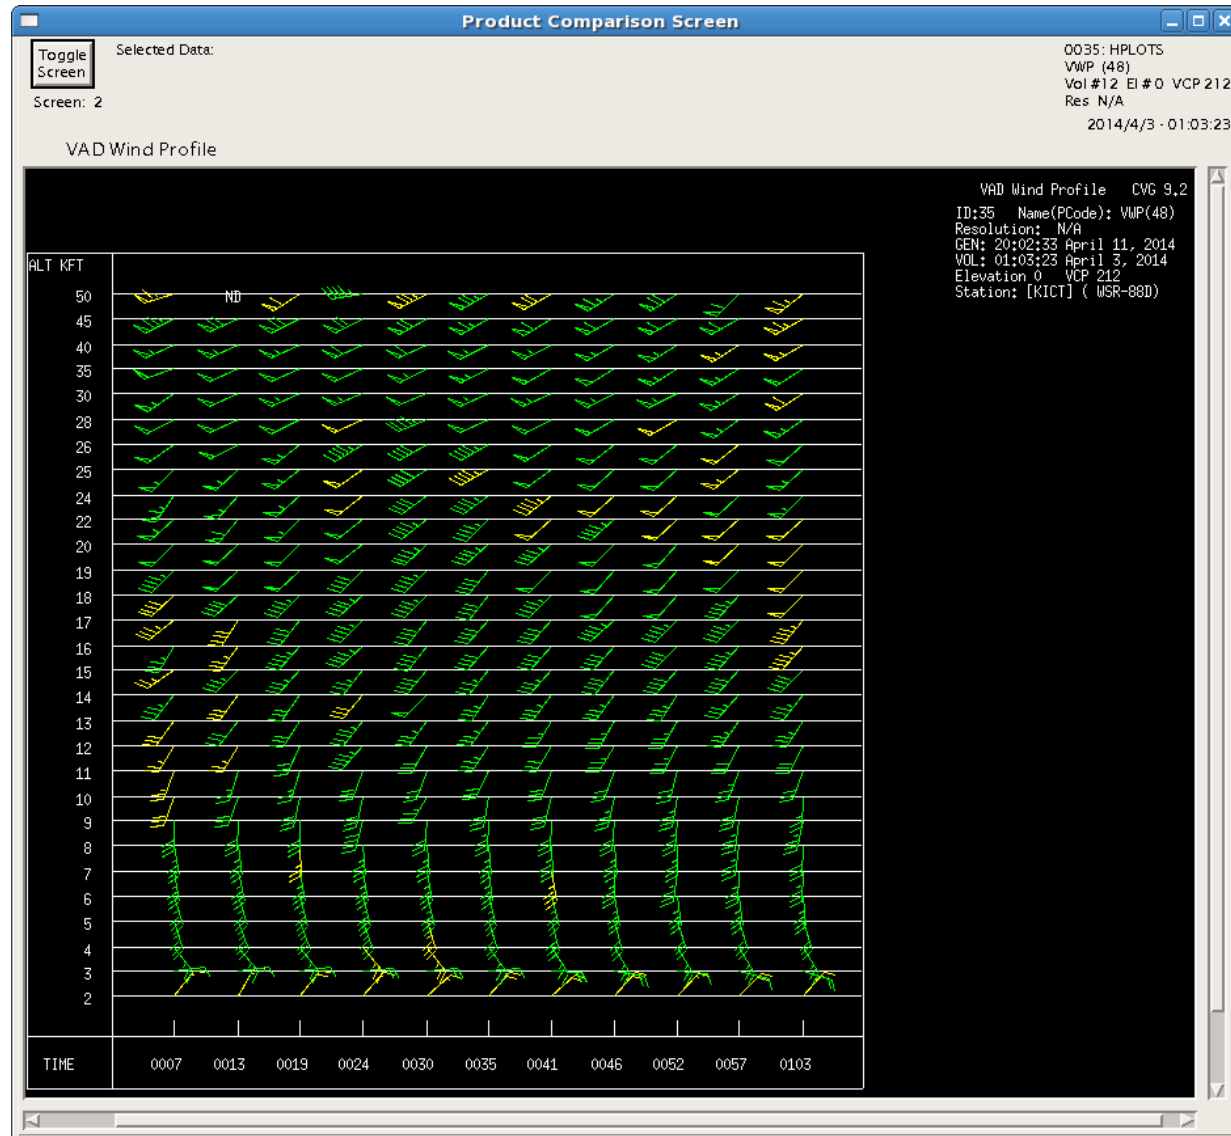 Product Comparison Screen
Toggle
Screen
Selected Data:
Screen: 2
0035: HPLOTS
VWP (48)
Vol #12 El # 0 VCP 212
Res N/A
2014/4/3 - 01:03:23
VAD Wind Profile
VAD Wind Profile CVG 9.2
ID:35 Name(PCode): VWP(48)
Resolution: N/A
GEN: 20:02:33 April 11, 2014
VOL: 01:03:23 April 3, 2014
Elevation 0 VCP 212
Station: [KICT] ( WSR-88D)
ALT KFT
50 ND
45
40
35
30
28
26
25
24
22
20
19
18
17
16
15
14
13
12
11
10
9
8
7
6
5
4
3
2
TIME 0007 0013 0019 0024 0030 0035 0041 0046 0052 0057 0103